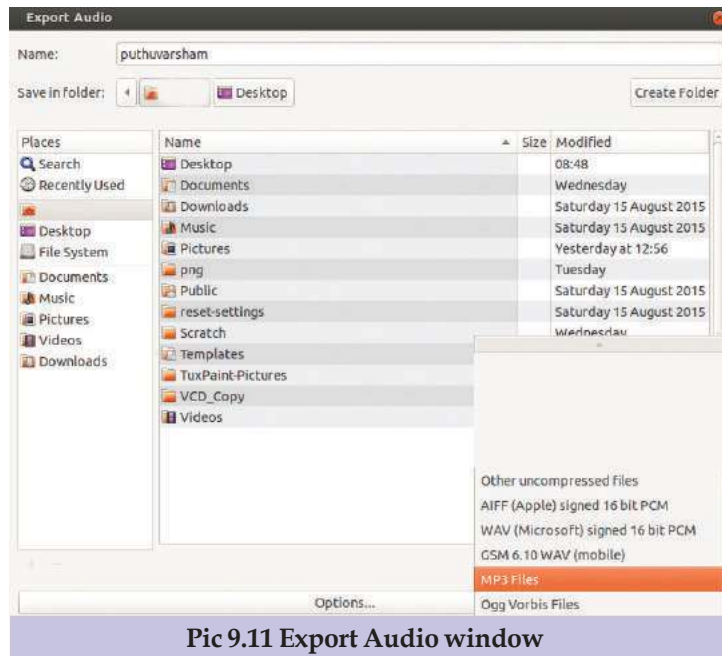 Export Audio
Name: puthuvarsham
Save in folder: Desktop Create Folder
Places
Search
Recently Used
Desktop
File System
Documents
Music
Pictures
Videos
Downloads
Name Size Modified
Desktop 08:48
Documents Wednesday
Downloads Saturday 15 August 2015
Music Saturday 15 August 2015
Pictures Yesterday at 12:56
png Tuesday
Public Saturday 15 August 2015
reset-settings Saturday 15 August 2015
Scratch Wednesday
Templates
TuxPaint-Pictures
VCD_Copy
Videos
Other uncompressed files
AIFF (Apple) signed 16 bit PCM
WAV (Microsoft) signed 16 bit PCM
GSM 6.10 WAV (mobile)
MP3 Files
Ogg Vorbis Files
Options...
Pic 9.11 Export Audio window